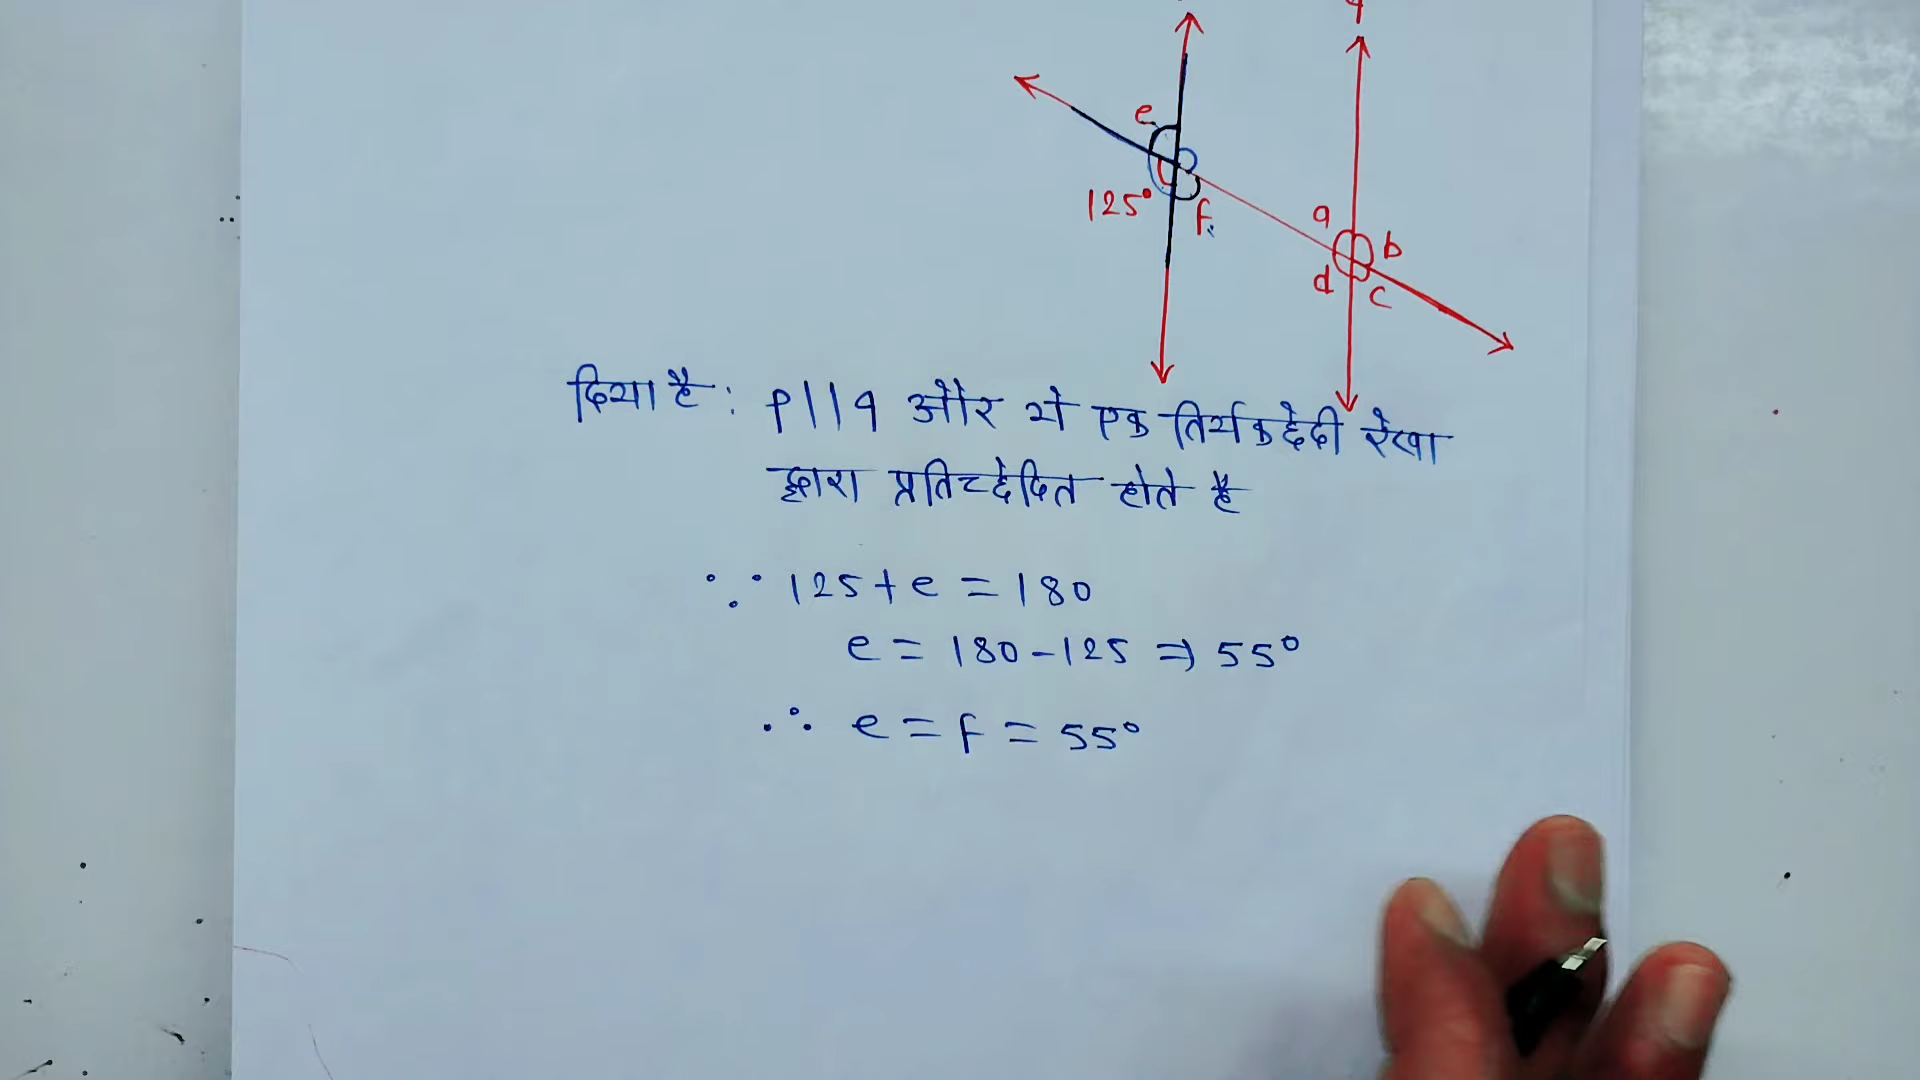 q
e
125°
f
a
b
d
c
दिया है : p||q और ये एक तिर्यकछेदी रेखा
द्वारा प्रतिच्छेदित होते है
∵ 125+e = 180
e = 180-125 ⇒ 55°
∴ e = f = 55°